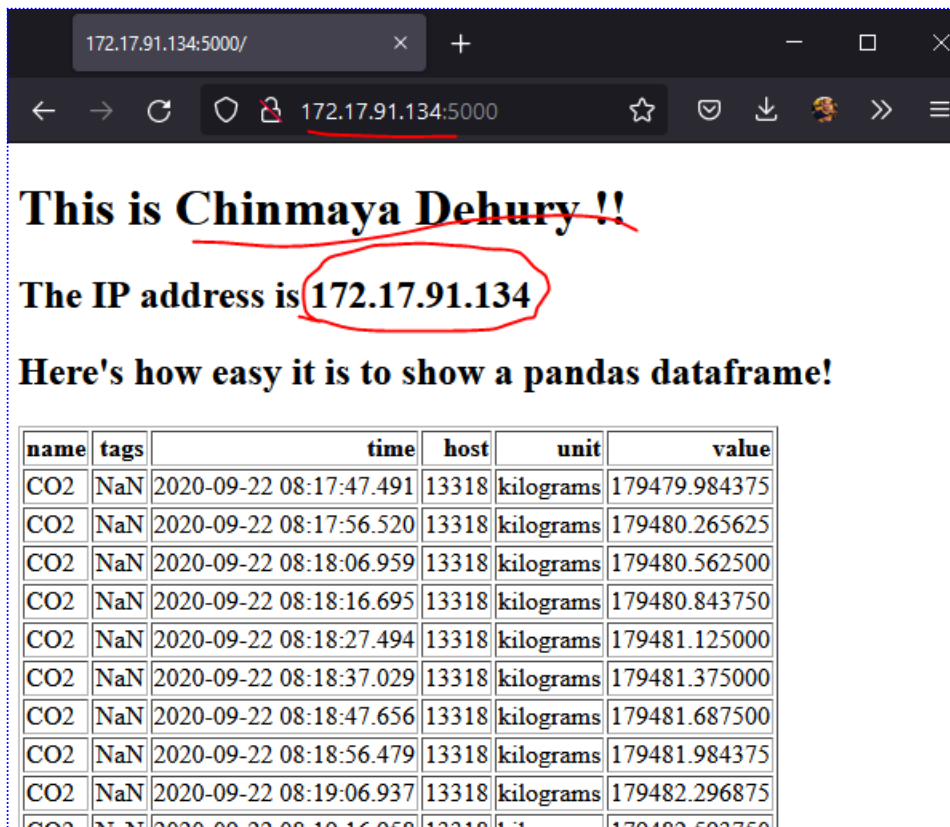 172.17.91.134:5000/
172.17.91.134:5000
This is Chinmaya Dehury !!
The IP address is 172.17.91.134
Here's how easy it is to show a pandas dataframe!
name tags time host unit value
CO2 NaN 2020-09-22 08:17:47.491 13318 kilograms 179479.984375
CO2 NaN 2020-09-22 08:17:56.520 13318 kilograms 179480.265625
CO2 NaN 2020-09-22 08:18:06.959 13318 kilograms 179480.562500
CO2 NaN 2020-09-22 08:18:16.695 13318 kilograms 179480.843750
CO2 NaN 2020-09-22 08:18:27.494 13318 kilograms 179481.125000
CO2 NaN 2020-09-22 08:18:37.029 13318 kilograms 179481.375000
CO2 NaN 2020-09-22 08:18:47.656 13318 kilograms 179481.687500
CO2 NaN 2020-09-22 08:18:56.479 13318 kilograms 179481.984375
CO2 NaN 2020-09-22 08:19:06.937 13318 kilograms 179482.296875